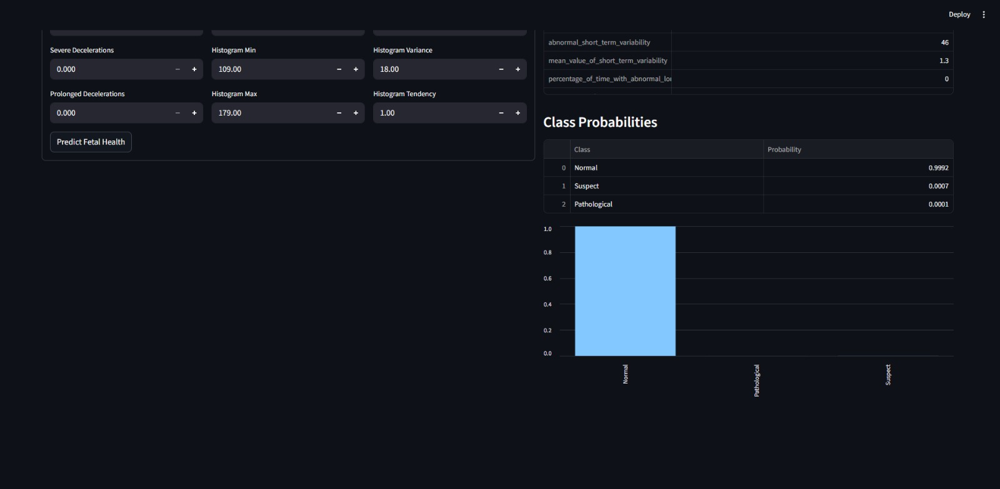 Deploy
Severe Decelerations
Histogram Min
Histogram Variance
0.000
109.00
18.00
Prolonged Decelerations
Histogram Max
Histogram Tendency
0.000
179.00
1.00
Predict Fetal Health
abnormal_short_term_variability 46
mean_value_of_short_term_variability 1.3
percentage_of_time_with_abnormal_lo 0
Class Probabilities
Class Probability
0 Normal 0.9992
1 Suspect 0.0007
2 Pathological 0.0001
1.0
0.8
0.6
0.4
0.2
0.0
Normal
Pathological
Suspect